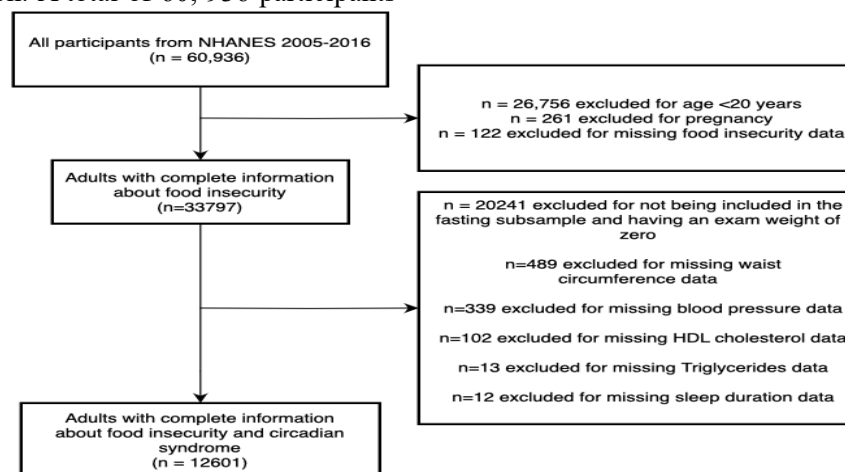 A total of 60, 936 participants
All participants from NHANES 2005-2016
(n = 60,936)
n = 26,756 excluded for age <20 years
n = 261 excluded for pregnancy
n = 122 excluded for missing food insecurity data
Adults with complete information
about food insecurity
(n=33797)
n = 20241 excluded for not being included in the
fasting subsample and having an exam weight of
zero
n=489 excluded for missing waist
circumference data
n=339 excluded for missing blood pressure data
n=102 excluded for missing HDL cholesterol data
n=13 excluded for missing Triglycerides data
n=12 excluded for missing sleep duration data
Adults with complete information
about food insecurity and circadian
syndrome
(n = 12601)